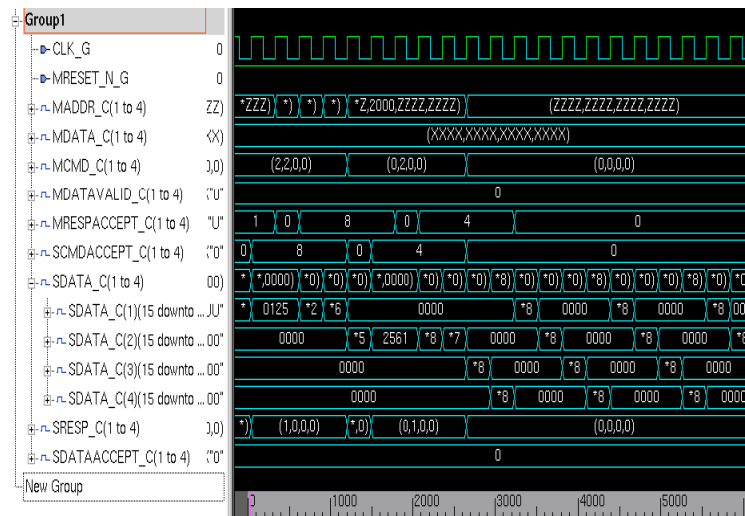 Group1
CLK_G 0
MRESET_N_G 0
MADDR_C(1 to 4) ZZ) *ZZZ) *) *) *) *Z,2000,ZZZZ,ZZZZ) (ZZZZ,ZZZZ,ZZZZ,ZZZZ)
MDATA_C(1 to 4) (XXXX,XXXX,XXXX,XXXX)
MCMD_C(1 to 4) ),0) (2,2,0,0) (0,2,0,0) (0,0,0,0)
MDATAVALID_C(1 to 4) 0
MRESPACCEPT_C(1 to 4) "U" 1 0 8 0 4 0
SCMDACCEPT_C(1 to 4) ("0" 0 8 0 4 0
SDATA_C(1 to 4) 00) * *,0000) *0) *0) *0) *,0000) *0) *0) *0) *8) *0) *0) *0) *8) *0) *0) *0) *8) *0)
SDATA_C(1)(15 downto ...JU" * 0125 *2 *6 0000 *8 0000 *8 0000 *8 00
SDATA_C(2)(15 downto ...00" 0000 *5 2561 *8 *7 0000 *8 0000 *8 0000 *8
SDATA_C(3)(15 downto ...00" 0000 *8 0000 *8 0000 *8 0000
SDATA_C(4)(15 downto ...00" 0000 *8 0000 *8 0000 *8 0000
SRESP_C(1 to 4) ),0) *) (1,0,0,0) *,0) (0,1,0,0) (0,0,0,0)
SDATAACCEPT_C(1 to 4) ("0" 0
New Group
0 1000 2000 3000 4000 5000